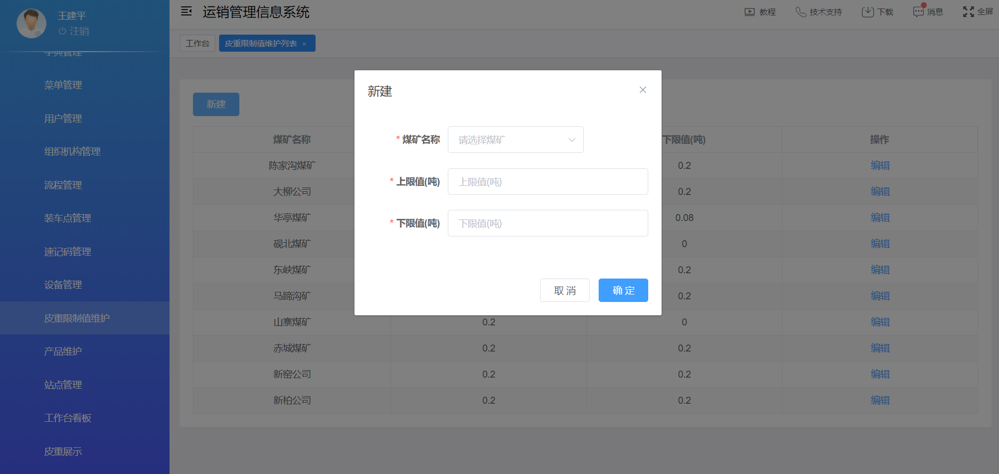 王建平
注销
运销管理信息系统
教程
技术支持
下载
消息
全屏
工作台
皮重限制值维护列表 ×
字典管理
菜单管理
用户管理
组织机构管理
流程管理
装车点管理
速记码管理
设备管理
皮重限制值维护
产品维护
站点管理
工作台看板
皮重展示
新建
煤矿名称 下限值(吨) 操作
陈家沟煤矿 0.2 编辑
大柳公司 0.2 编辑
华亭煤矿 0.08 编辑
砚北煤矿 0 编辑
东峡煤矿 0.2 编辑
马蹄沟矿 0.2 编辑
山寨煤矿 0.2 0 编辑
赤城煤矿 0.2 0.2 编辑
新窑公司 0.2 0.2 编辑
新柏公司 0.2 0.2 编辑
新建
* 煤矿名称 请选择煤矿
* 上限值(吨) 上限值(吨)
* 下限值(吨) 下限值(吨)
取 消
确 定